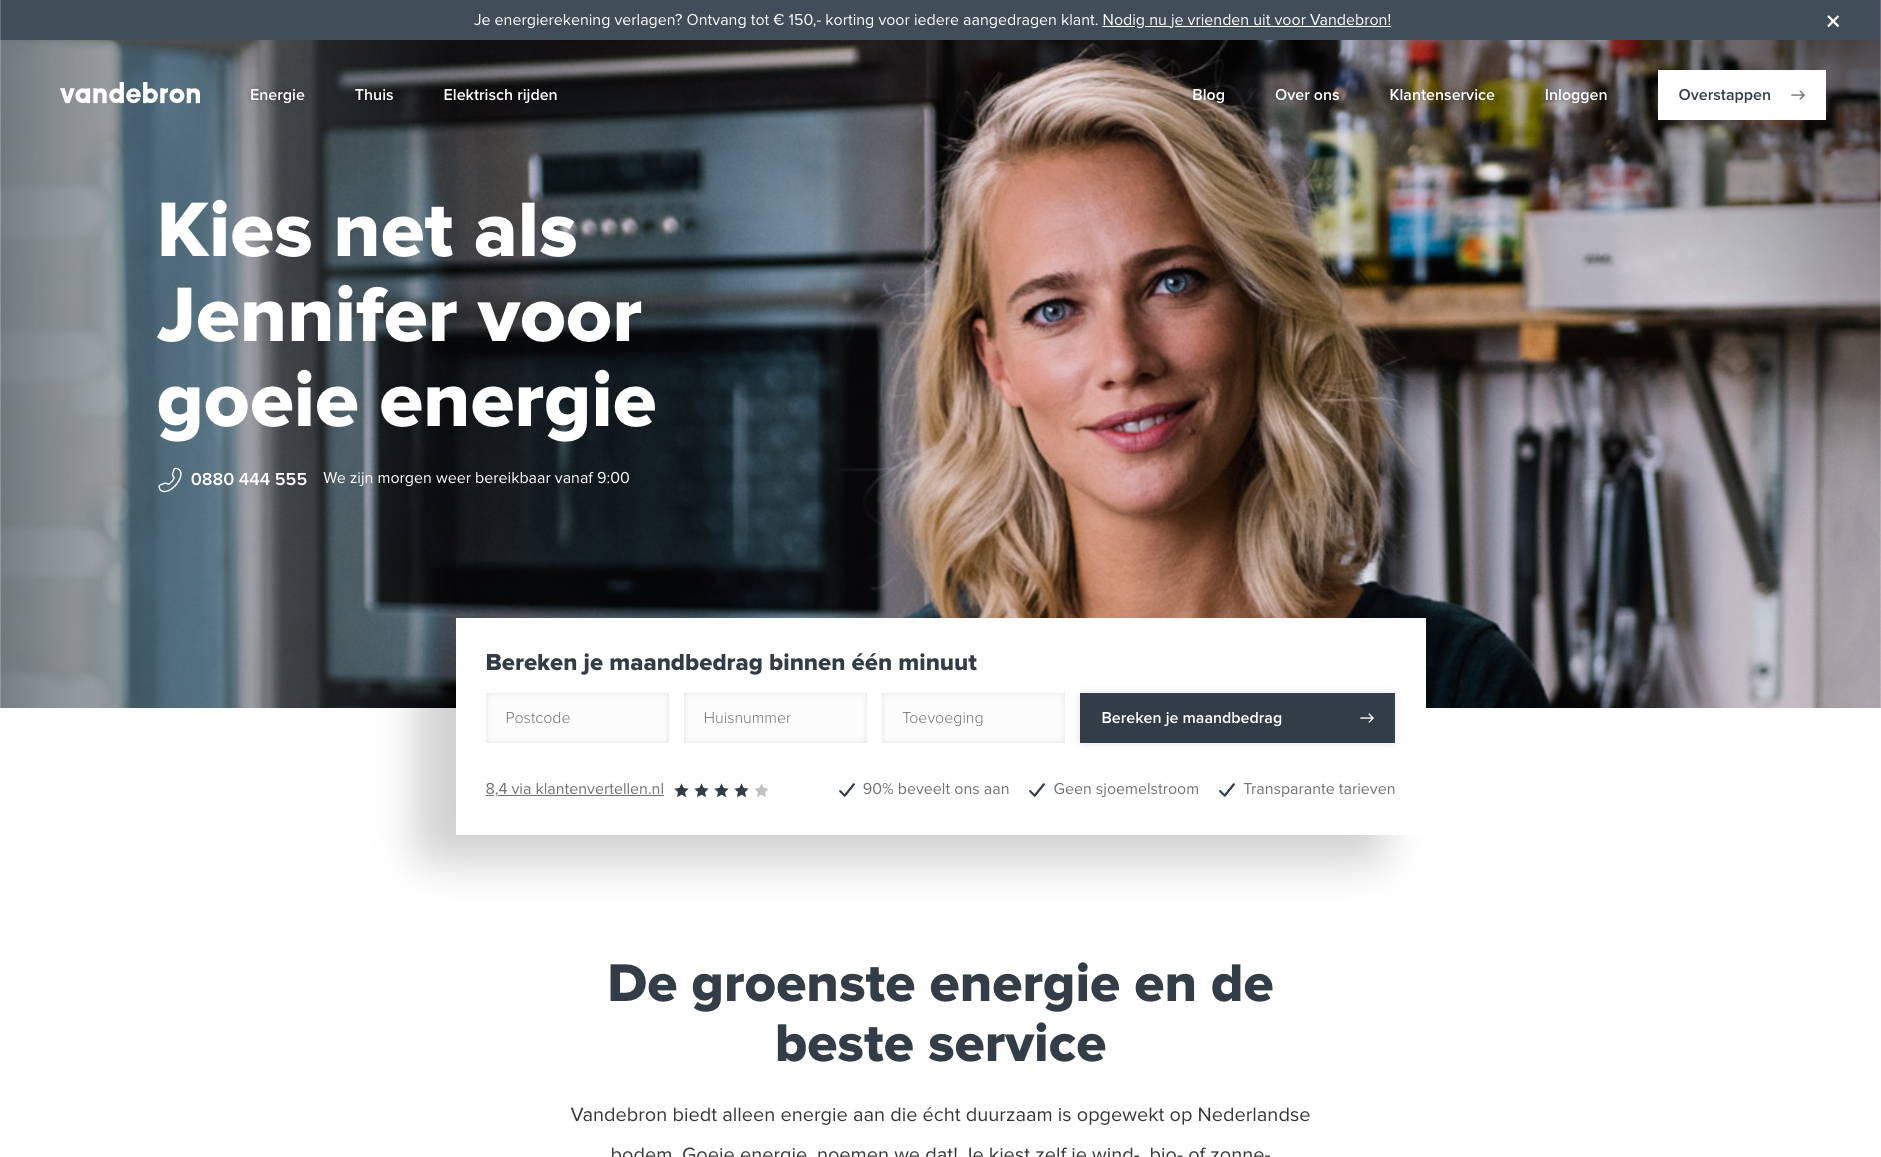 Je energierekening verlagen? Ontvang tot € 150,- korting voor iedere aangedragen klant. Nodig nu je vrienden uit voor Vandebron!
vandebron Energie Thuis Elektrisch rijden Blog Over ons Klantenservice Inloggen Overstappen
Kies net als
Jennifer voor
goeie energie
0880 444 555 We zijn morgen weer bereikbaar vanaf 9:00
Bereken je maandbedrag binnen één minuut
Postcode Huisnummer Toevoeging Bereken je maandbedrag
8,4 via klantenvertellen.nl 90% beveelt ons aan Geen sjoemelstroom Transparante tarieven
De groenste energie en de
beste service
Vandebron biedt alleen energie aan die écht duurzaam is opgewekt op Nederlandse
bodem. Goeie energie, noemen we dat! Je kiest zelf je wind-, bio- of zonne-